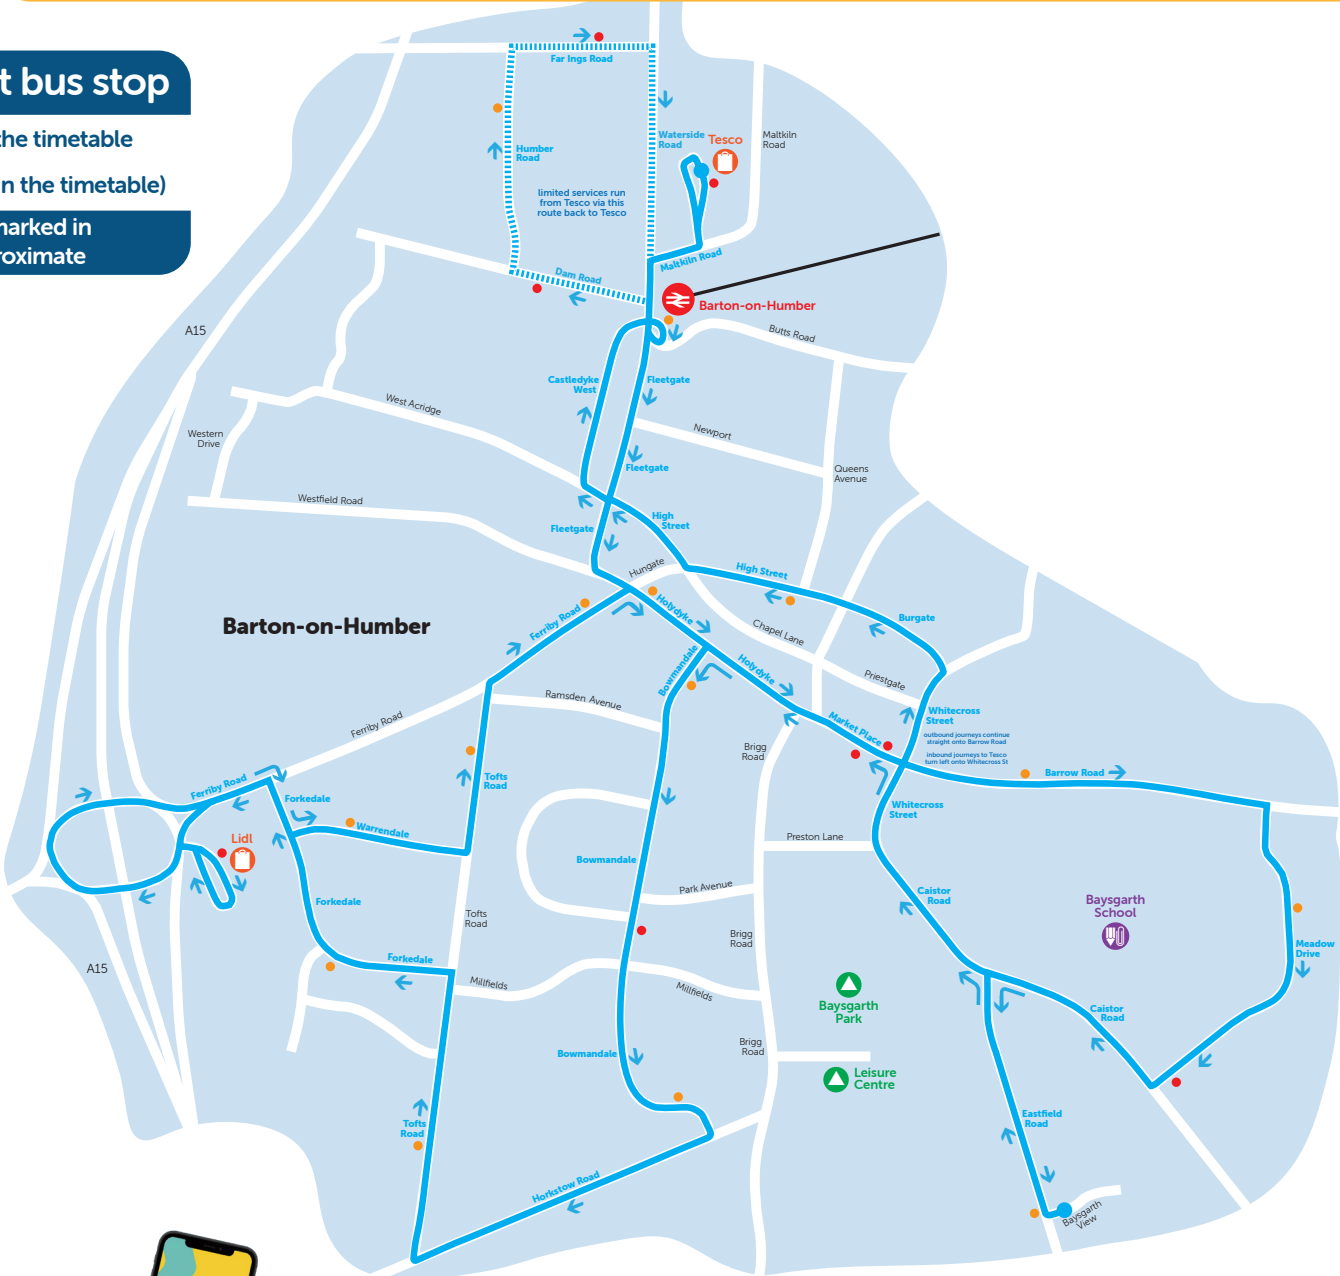 t bus stop
the timetable
n the timetable)
marked in
roximate
Far Ings Road
Waterside
Road
Tesco
Maltkiln
Road
Humber
Road
limited services run
from Tesco via this
route back to Tesco
Maltkiln Road
Dam Road
Barton-on-Humber
A15
Butts Road
Castledyke
West
Fleetgate
West Acridge
Newport
Western
Drive
Fleetgate
Queens
Avenue
Westfield Road
High
Street
Fleetgate
Hungate
High Street
Holydyke
Ferriby Road
Burgate
Barton-on-Humber
Chapel Lane
Bowmandale
Holydyke
Priestgate
Ramsden Avenue
Whitecross
Street
Ferriby Road
Market Place
outbound journeys continue
straight onto Barrow Road
Brigg
Road
inbound journeys to Tesco
turn left onto Whitecross St
Barrow Road
Tofts
Road
Ferriby Road
Forkedale
Whitecross
Street
Warrendale
Lidl
Preston Lane
Bowmandale
Park Avenue
Caistor
Road
Baysgarth
School
Forkedale
Tofts
Road
Brigg
Road
Meadow
Drive
A15
Forkedale
Millfields
Millfields
Baysgarth
Park
Caistor
Road
Brigg
Road
Bowmandale
Leisure
Centre
Eastfield
Road
Tofts
Road
Horkstow Road
Baysgarth
View